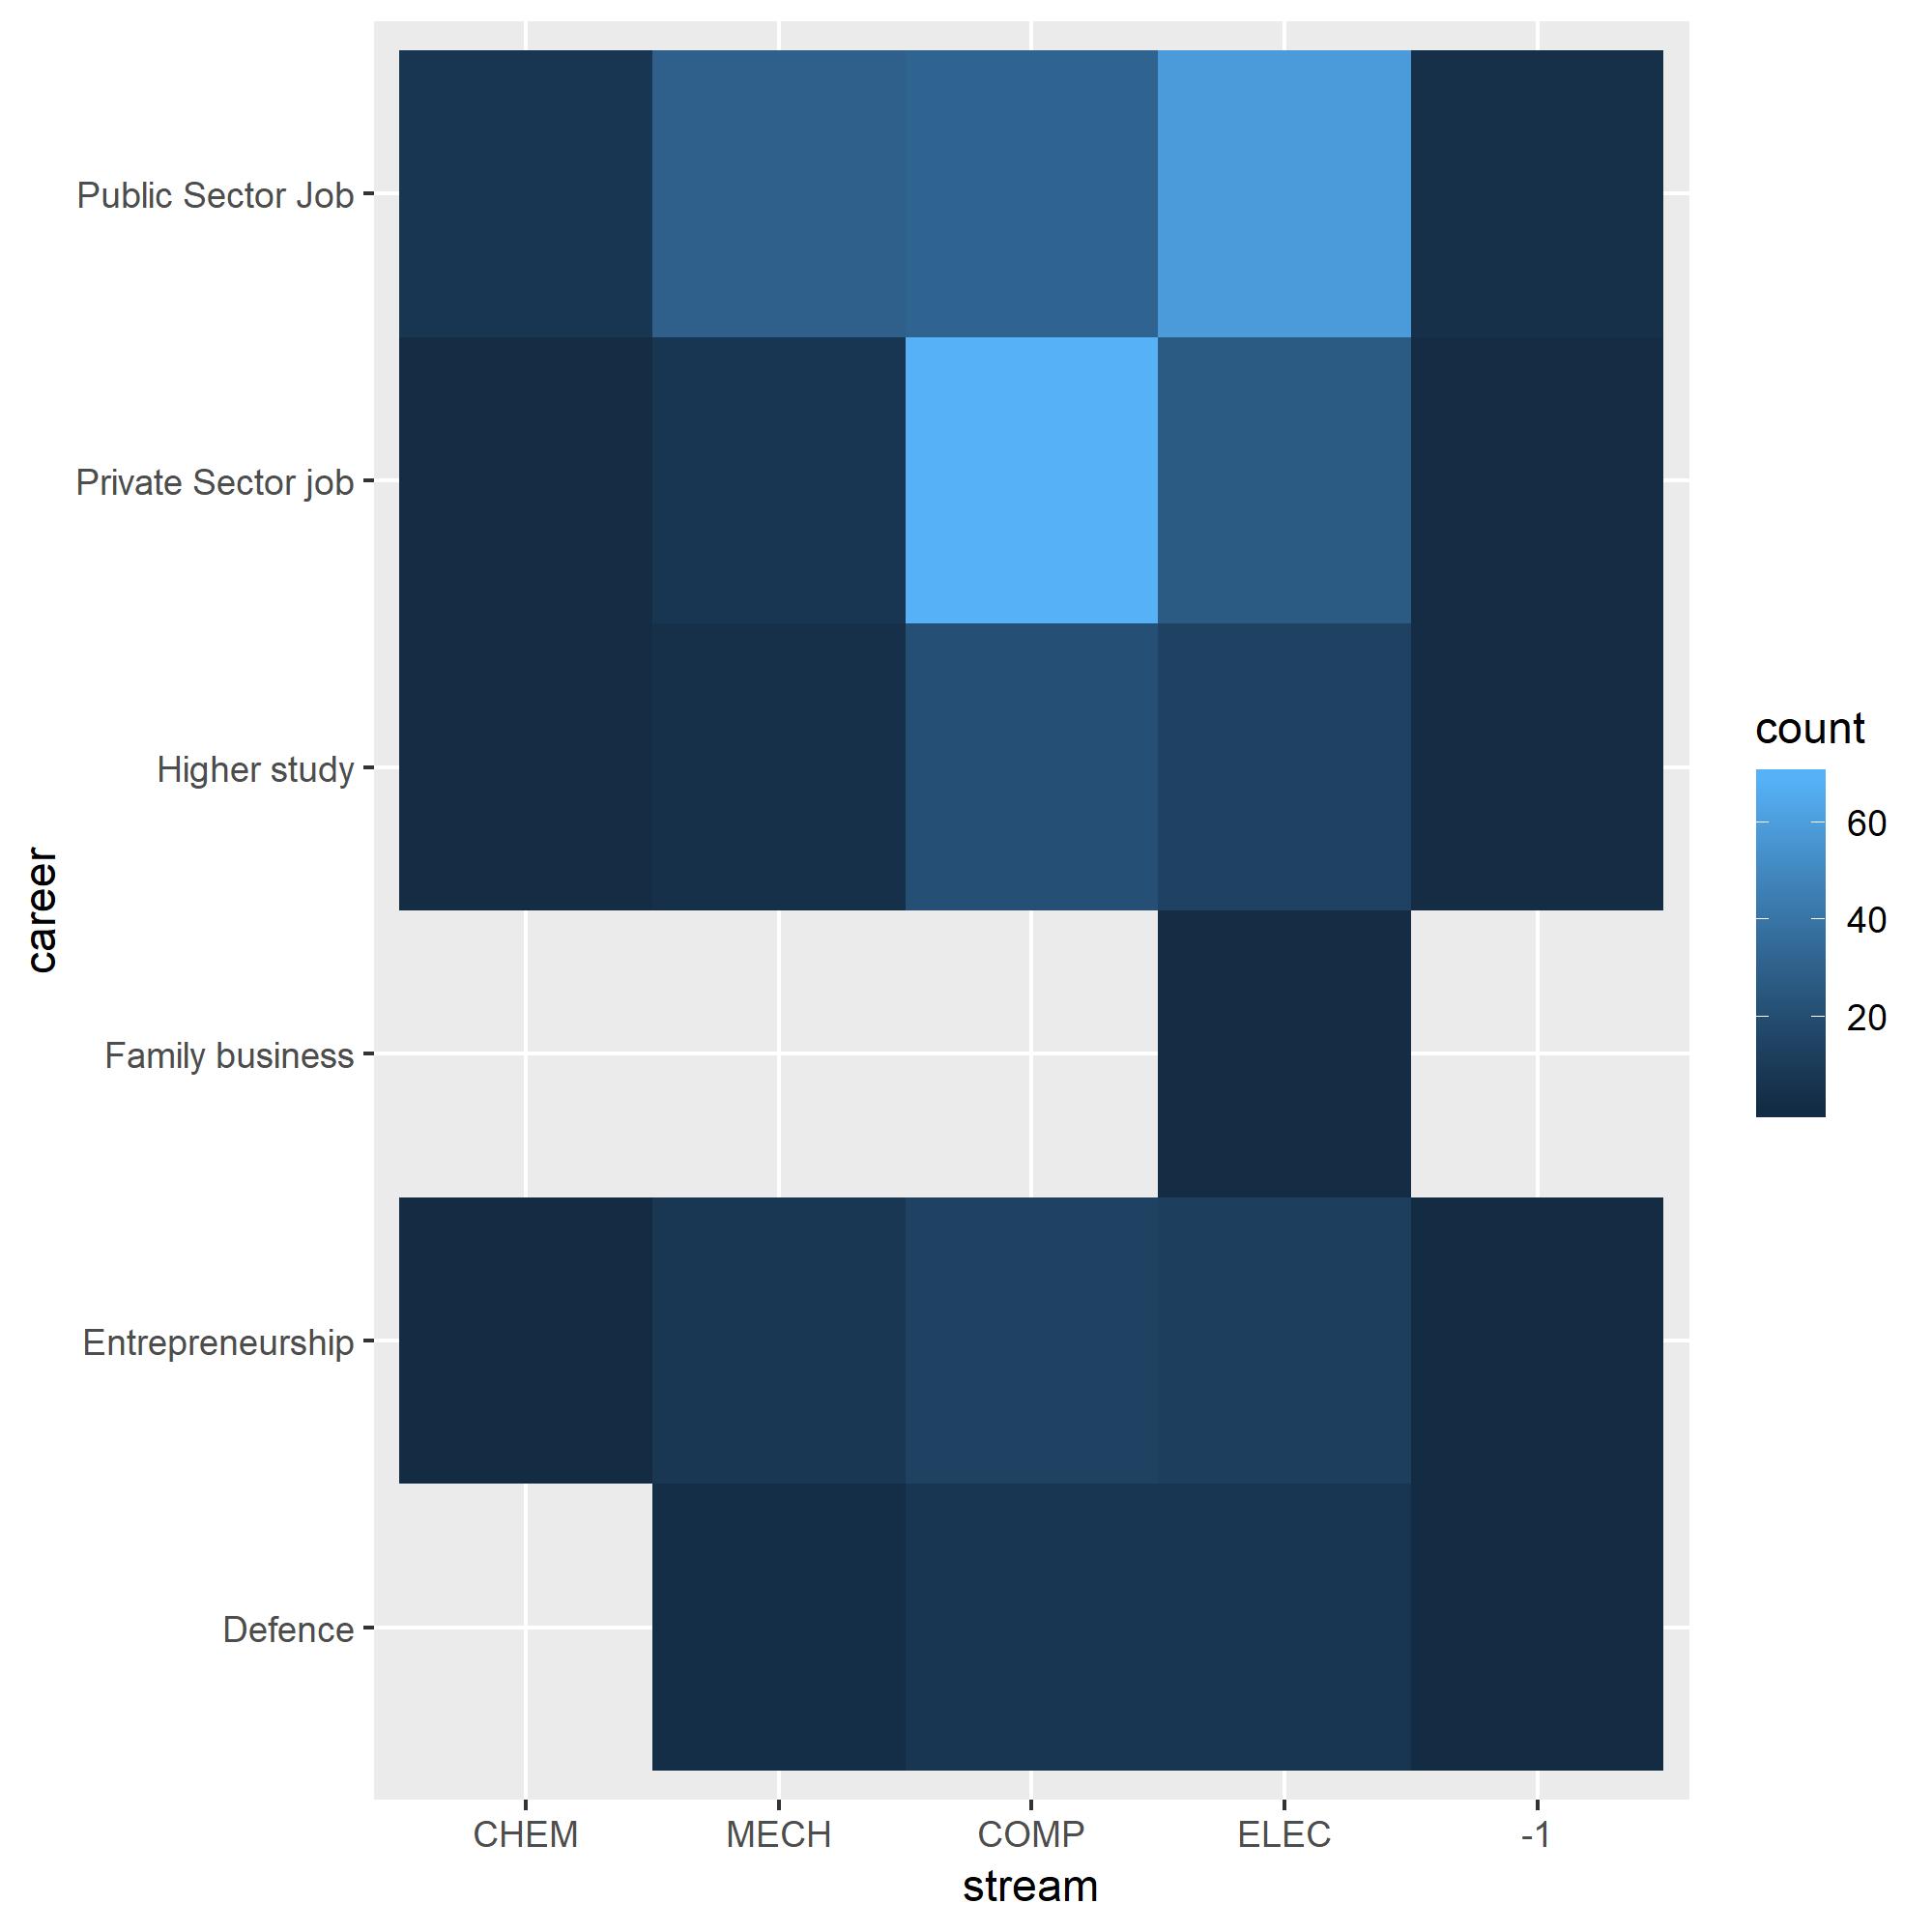 Public Sector Job
Private Sector job
Higher study
Family business
Entrepreneurship
Defence
career
CHEM MECH COMP ELEC -1
stream
count
60
40
20